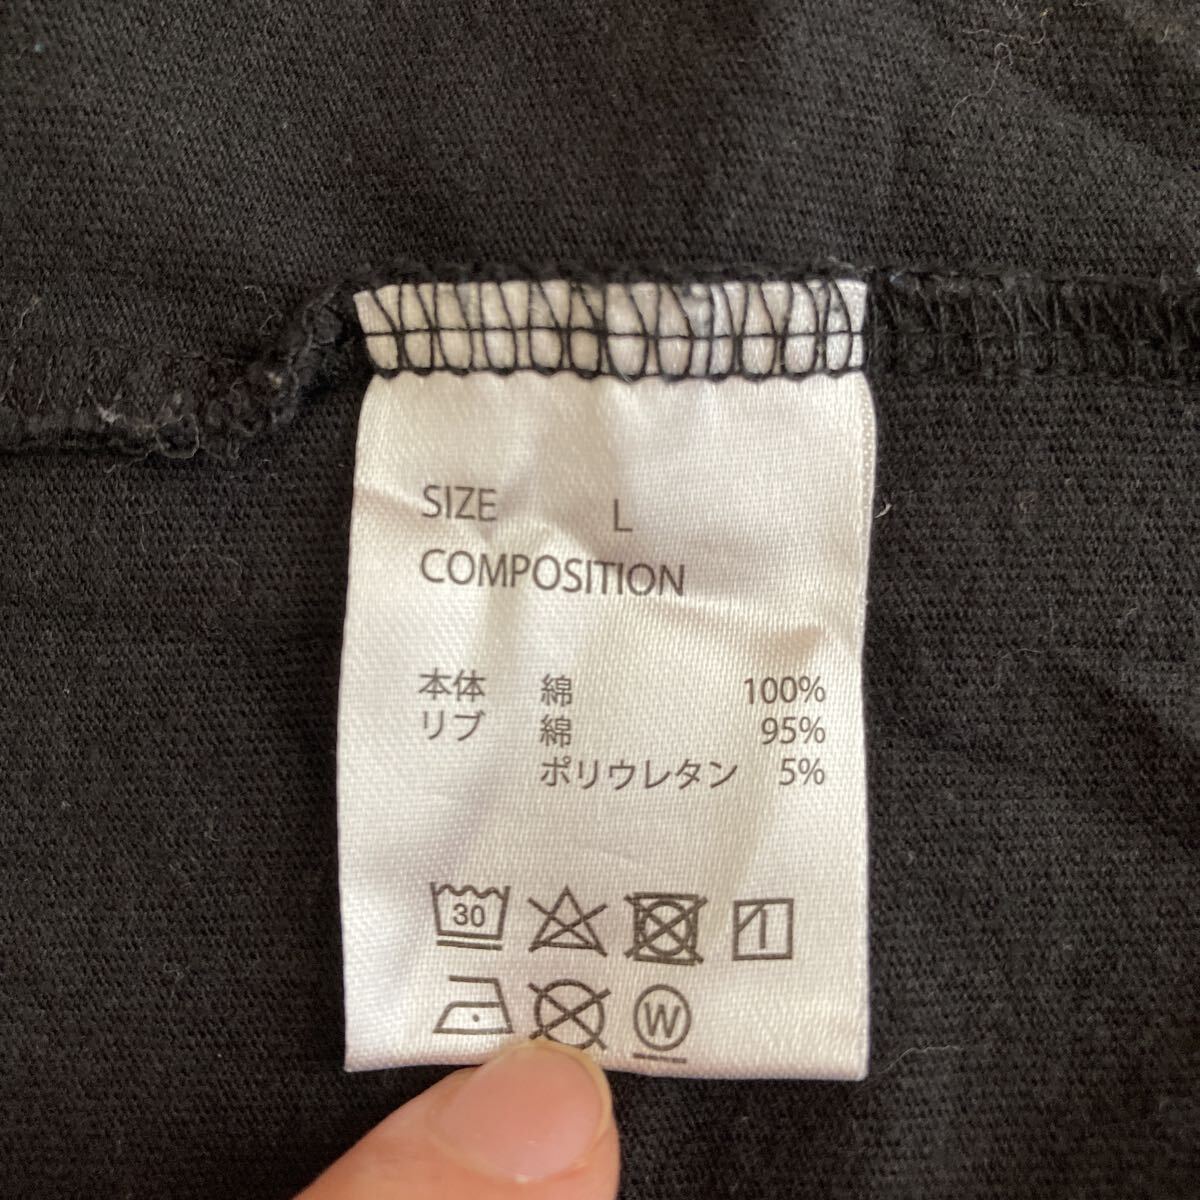 SIZE L
COMPOSITION
本体 綿 100%
リブ 綿 95%
ポリウレタン 5%
30
W